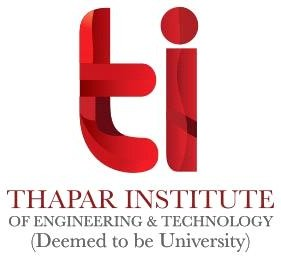 ti
THAPAR INSTITUTE
OF ENGINEERING & TECHNOLOGY
(Deemed to be University)